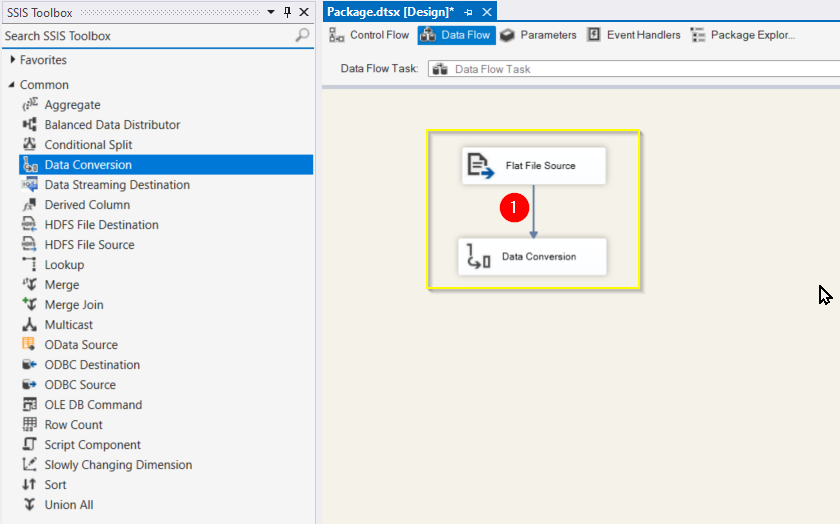 SSIS Toolbox
Search SSIS Toolbox
Favorites
Common
Aggregate
Balanced Data Distributor
Conditional Split
Data Conversion
Data Streaming Destination
Derived Column
HDFS File Destination
HDFS File Source
Lookup
Merge
Merge Join
Multicast
OData Source
ODBC Destination
ODBC Source
OLE DB Command
Row Count
Script Component
Slowly Changing Dimension
Sort
Union All
Package.dtsx [Design]*
Control Flow Data Flow Parameters Event Handlers Package Explor...
Data Flow Task: Data Flow Task
Flat File Source
1
Data Conversion